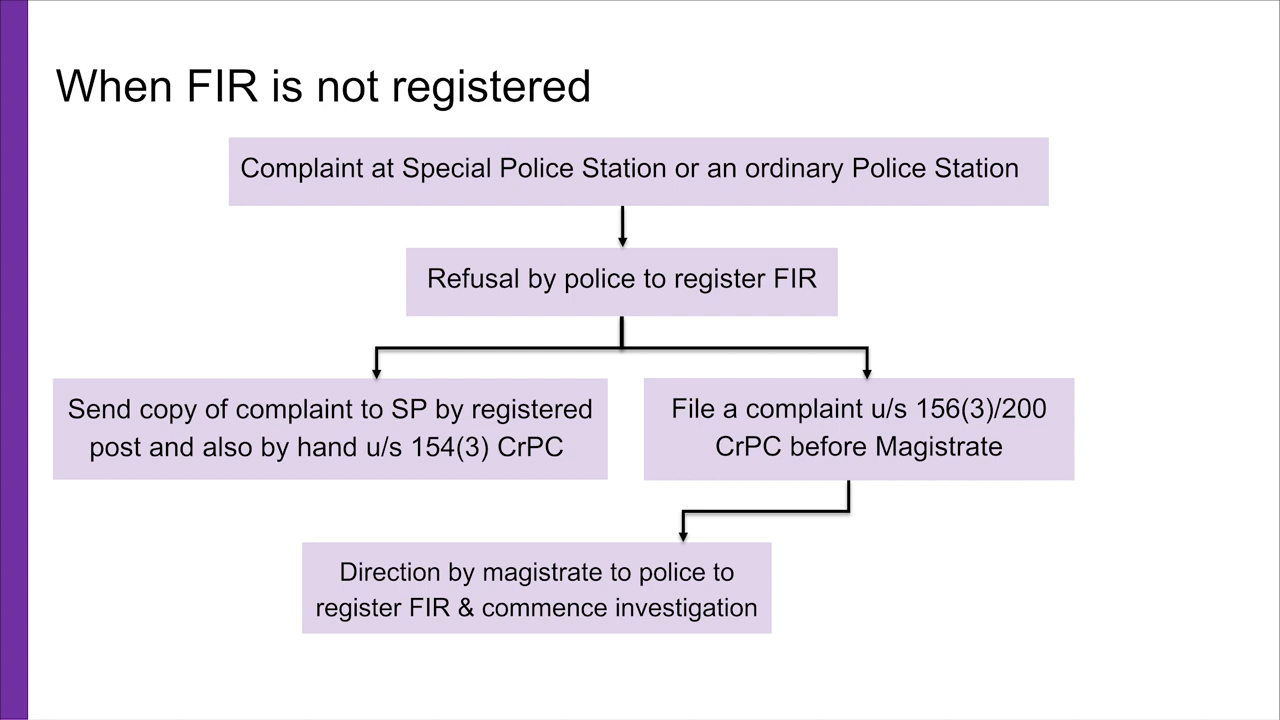 When FIR is not registered
Complaint at Special Police Station or an ordinary Police Station
Refusal by police to register FIR
Send copy of complaint to SP by registered
post and also by hand u/s 154(3) CrPC
File a complaint u/s 156(3)/200
CrPC before Magistrate
Direction by magistrate to police to
register FIR & commence investigation